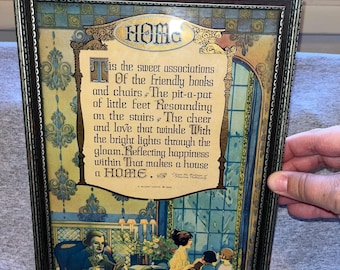 HOME
Tis the sweet associations
Of the friendly books
and chairs The pit-a-pat
of little feet Resounding
on the stairs The cheer
and love that twinkle With
the bright lights through the
gloam, Reflecting happiness
within That makes a house
a HOME.